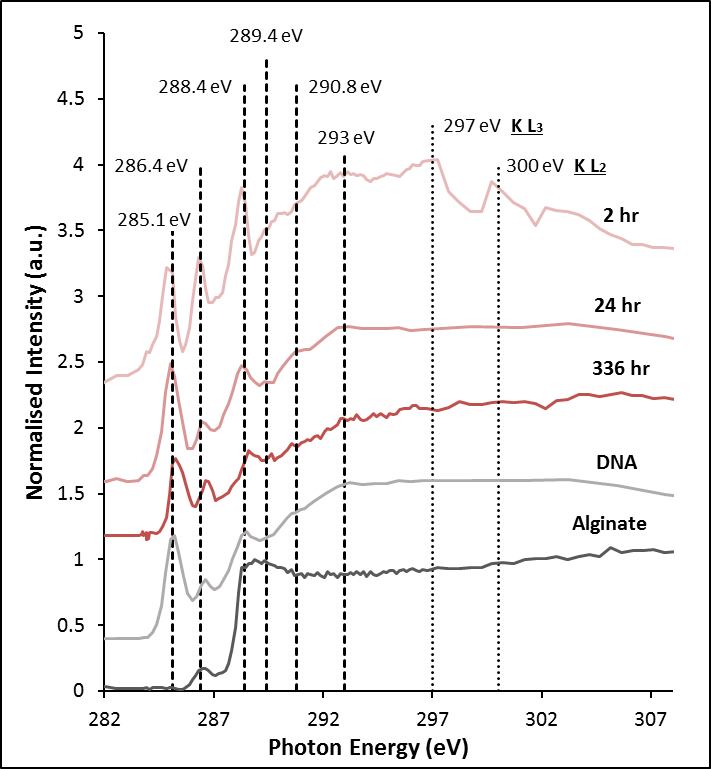 5
289.4 eV
4.5
288.4 eV
290.8 eV
297 eV K L3
293 eV
4
286.4 eV
300 eV K L2
285.1 eV
3.5
2 hr
3
24 hr
2.5
336 hr
2
DNA
1.5
Alginate
1
0.5
0
282
287
292
297
302
307
Normalised Intensity (a.u.)
Photon Energy (eV)